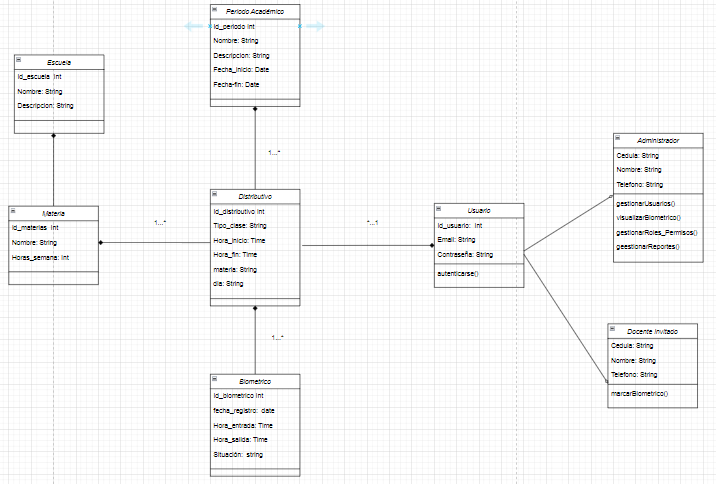 Periodo Académico
Id_periodo Int
Nombre: String
Descripcion: String
Fecha_inicio: Date
Fecha-fin: Date
Escuela
Id_escuela Int
Nombre: String
Descripcion: String
1...*
Administrador
Cedula: String
Nombre: String
Telefono: String
gestionarUsuarios()
visualizarBiometrico()
gestionarRoles_Permisos()
geestionarReportes()
Materia
Id_materias Int
Nombre: String
Horas_semana: Int
1...*
Distributivo
Id_distributivo Int
Tipo_clase: String
Hora_inicio: Time
Hora_fin: Time
materia: String
dia: String
*...1
Usuario
Id_usuario: Int
Email: String
Contraseña: String
autenticarse()
1...*
Docente Invitado
Cedula: String
Nombre: String
Telefono: String
marcarBiometrico()
Biometrico
Id_biometrico Int
fecha_registro: date
Hora_entrada: Time
Hora_salida: Time
Situación: string